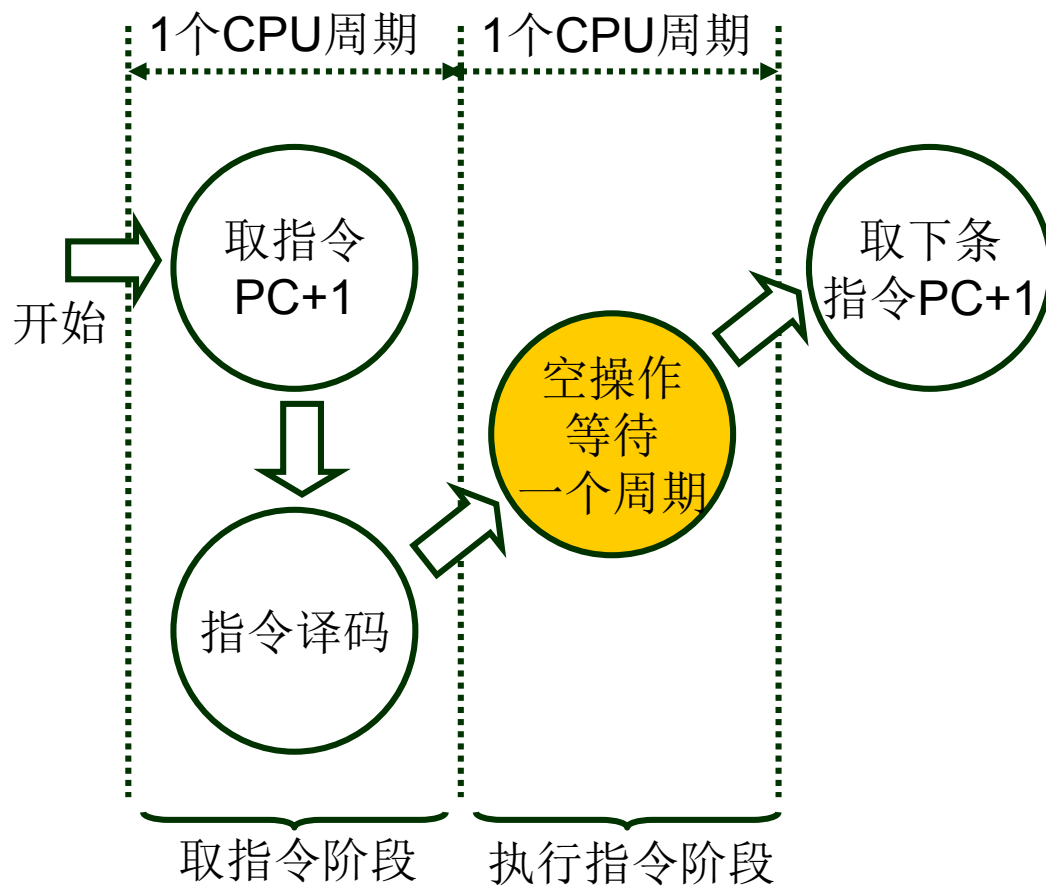 1个CPU周期
1个CPU周期
开始
取指令
PC+1
取下条
指令PC+1
空操作
等待
一个周期
指令译码
取指令阶段
执行指令阶段